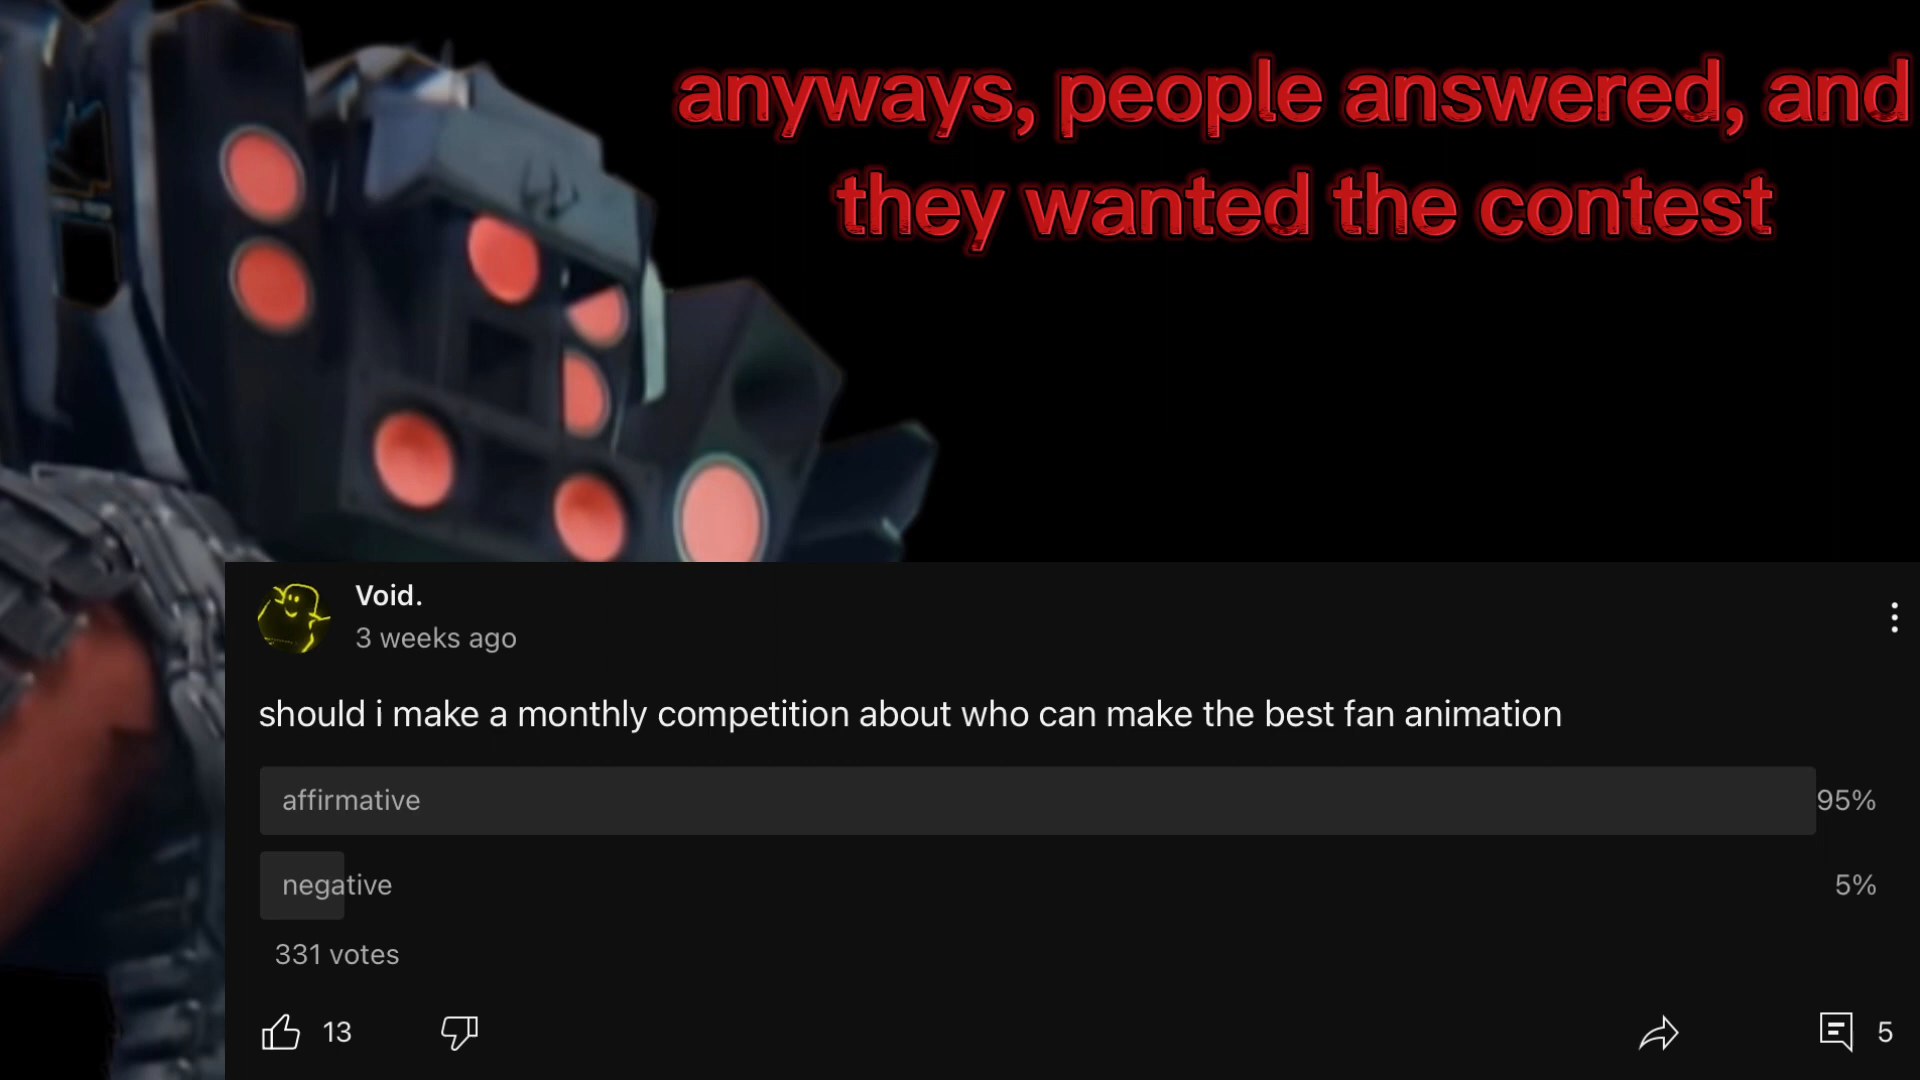 anyways, people answered, and
they wanted the contest
Void.
3 weeks ago
should i make a monthly competition about who can make the best fan animation
affirmative 95%
negative 5%
331 votes
13 5